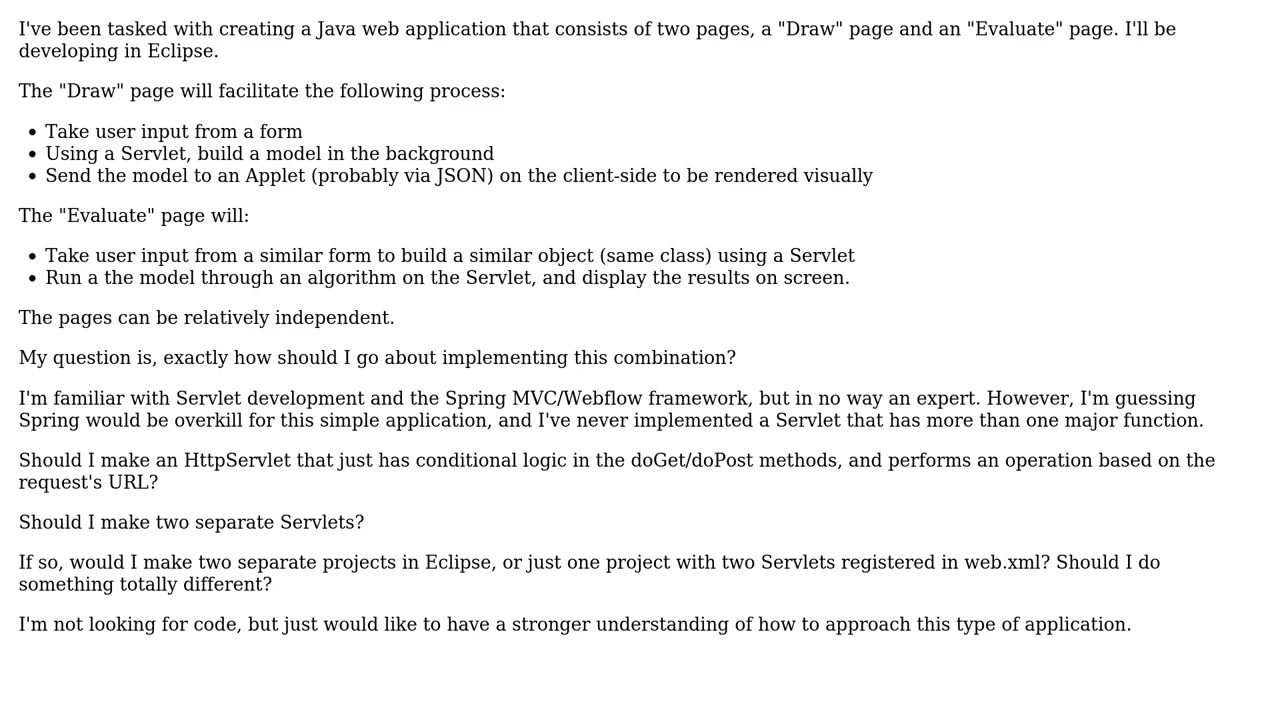 I've been tasked with creating a Java web application that consists of two pages, a "Draw" page and an "Evaluate" page. I'll be
developing in Eclipse.
The "Draw" page will facilitate the following process:
• Take user input from a form
• Using a Servlet, build a model in the background
• Send the model to an Applet (probably via JSON) on the client-side to be rendered visually
The "Evaluate" page will:
• Take user input from a similar form to build a similar object (same class) using a Servlet
• Run a the model through an algorithm on the Servlet, and display the results on screen.
The pages can be relatively independent.
My question is, exactly how should I go about implementing this combination?
I'm familiar with Servlet development and the Spring MVC/Webflow framework, but in no way an expert. However, I'm guessing
Spring would be overkill for this simple application, and I've never implemented a Servlet that has more than one major function.
Should I make an HttpServlet that just has conditional logic in the doGet/doPost methods, and performs an operation based on the
request's URL?
Should I make two separate Servlets?
If so, would I make two separate projects in Eclipse, or just one project with two Servlets registered in web.xml? Should I do
something totally different?
I'm not looking for code, but just would like to have a stronger understanding of how to approach this type of application.